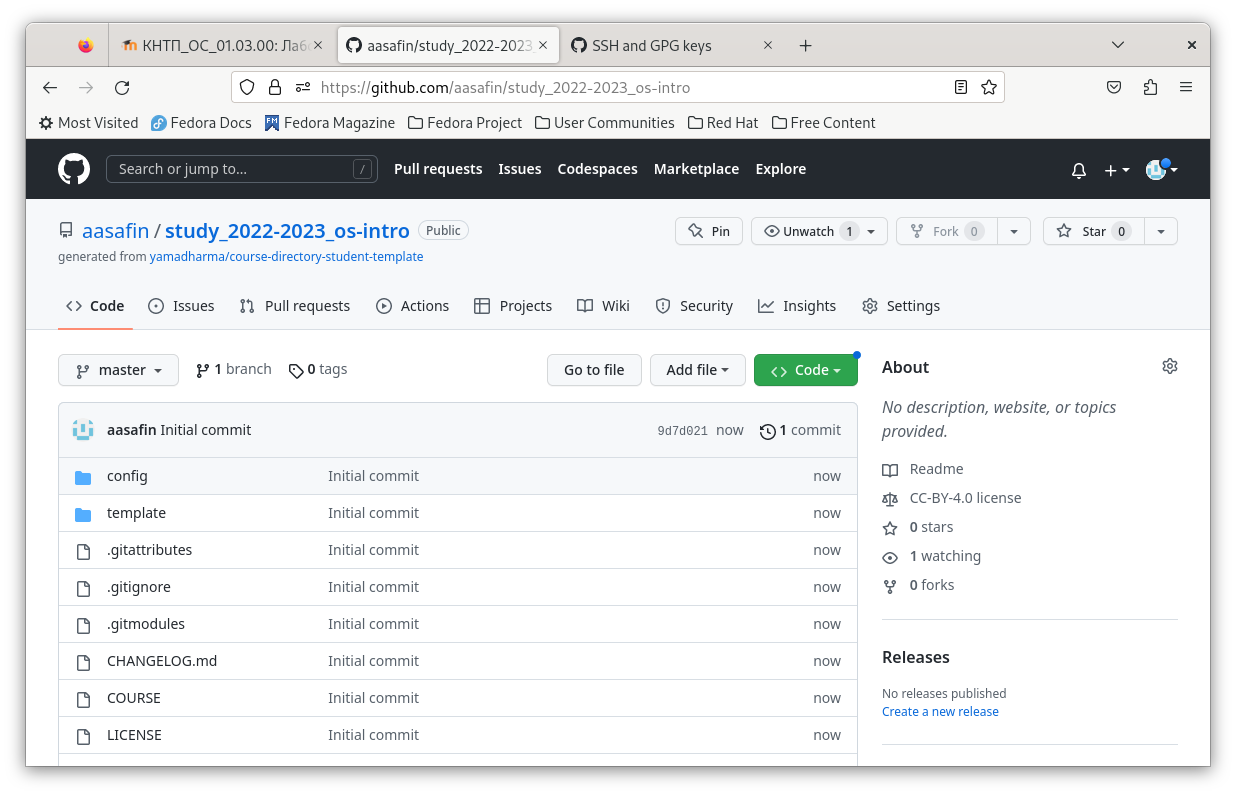 КНТП_ОС_01.03.00: Лаб
aasafin/study_2022-2023
SSH and GPG keys
https://github.com/aasafin/study_2022-2023_os-intro
Most Visited Fedora Docs Fedora Magazine Fedora Project User Communities Red Hat Free Content
Search or jump to... / Pull requests Issues Codespaces Marketplace Explore
aasafin / study_2022-2023_os-intro Public Pin Unwatch 1 Fork 0 Star 0
generated from yamadharma/course-directory-student-template
Code Issues Pull requests Actions Projects Wiki Security Insights Settings
master 1 branch 0 tags Go to file Add file Code
aasafin Initial commit 9d7d021 now 1 commit
config Initial commit now
template Initial commit now
.gitattributes Initial commit now
.gitignore Initial commit now
.gitmodules Initial commit now
CHANGELOG.md Initial commit now
COURSE Initial commit now
LICENSE Initial commit now
About
No description, website, or topics
provided.
Readme
CC-BY-4.0 license
0 stars
1 watching
0 forks
Releases
No releases published
Create a new release